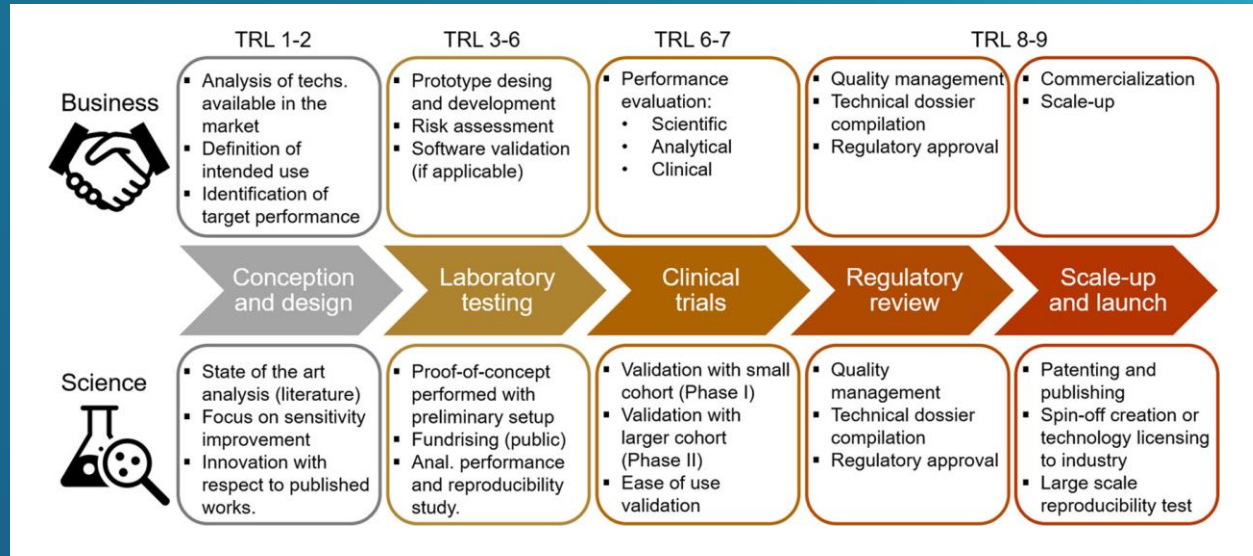 TRL 1-2
TRL 3-6
TRL 6-7
TRL 8-9
Business
▪ Analysis of techs.
available in the
market
▪ Definition of
intended use
▪ Identification of
target performance
▪ Prototype desing
and development
▪ Risk assessment
▪ Software validation
(if applicable)
▪ Performance
evaluation:
• Scientific
• Analytical
• Clinical
▪ Quality management
▪ Technical dossier
compilation
▪ Regulatory approval
▪ Commercialization
▪ Scale-up
Conception
and design
Laboratory
testing
Clinical
trials
Regulatory
review
Scale-up
and launch
Science
▪ State of the art
analysis (literature)
▪ Focus on sensitivity
improvement
▪ Innovation with
respect to published
works.
▪ Proof-of-concept
performed with
preliminary setup
▪ Fundrising (public)
▪ Anal. performance
and reproducibility
study.
▪ Validation with small
cohort (Phase I)
▪ Validation with
larger cohort
(Phase II)
▪ Ease of use
validation
▪ Quality
management
▪ Technical dossier
compilation
▪ Regulatory approval
▪ Patenting and
publishing
▪ Spin-off creation or
technology licensing
to industry
▪ Large scale
reproducibility test